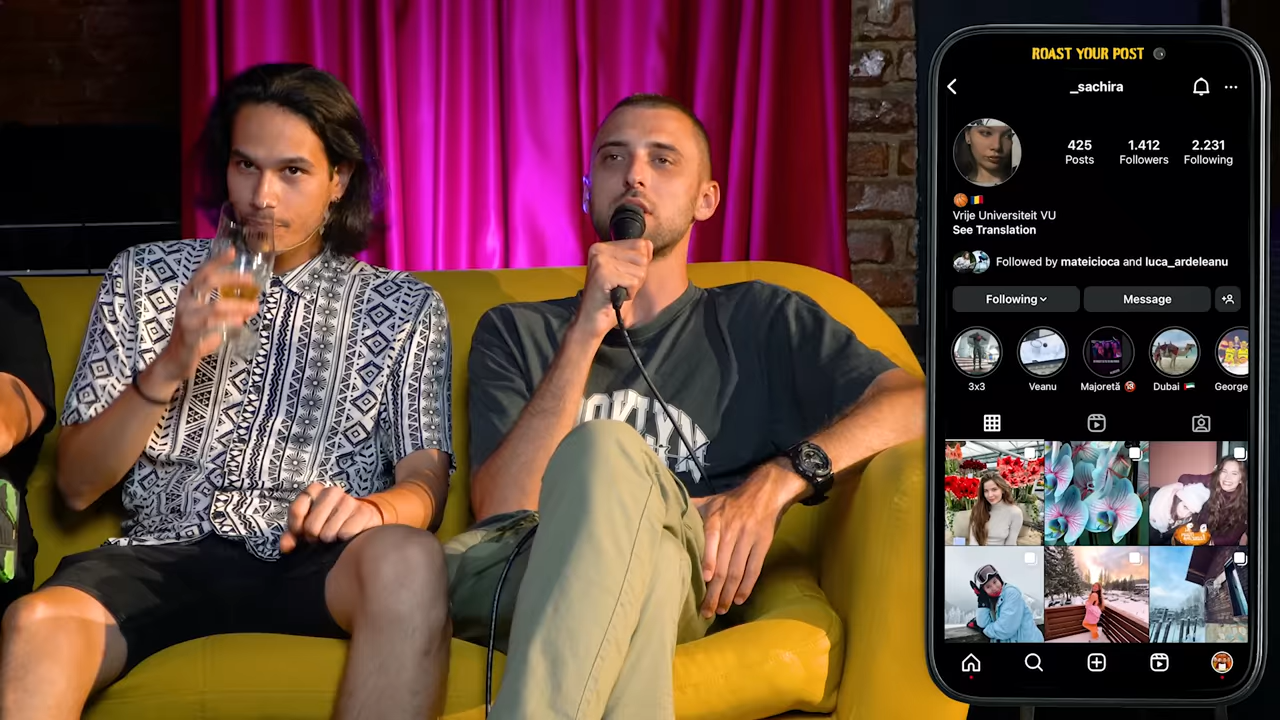 ROAST YOUR POST
_sachira
425
Posts
1.412
Followers
2.231
Following
Vrije Universiteit VU
See Translation
Followed by mateicioca and luca_ardeleanu
Following
Message
3x3
Veanu
Majoretă 🔞
Dubai
George